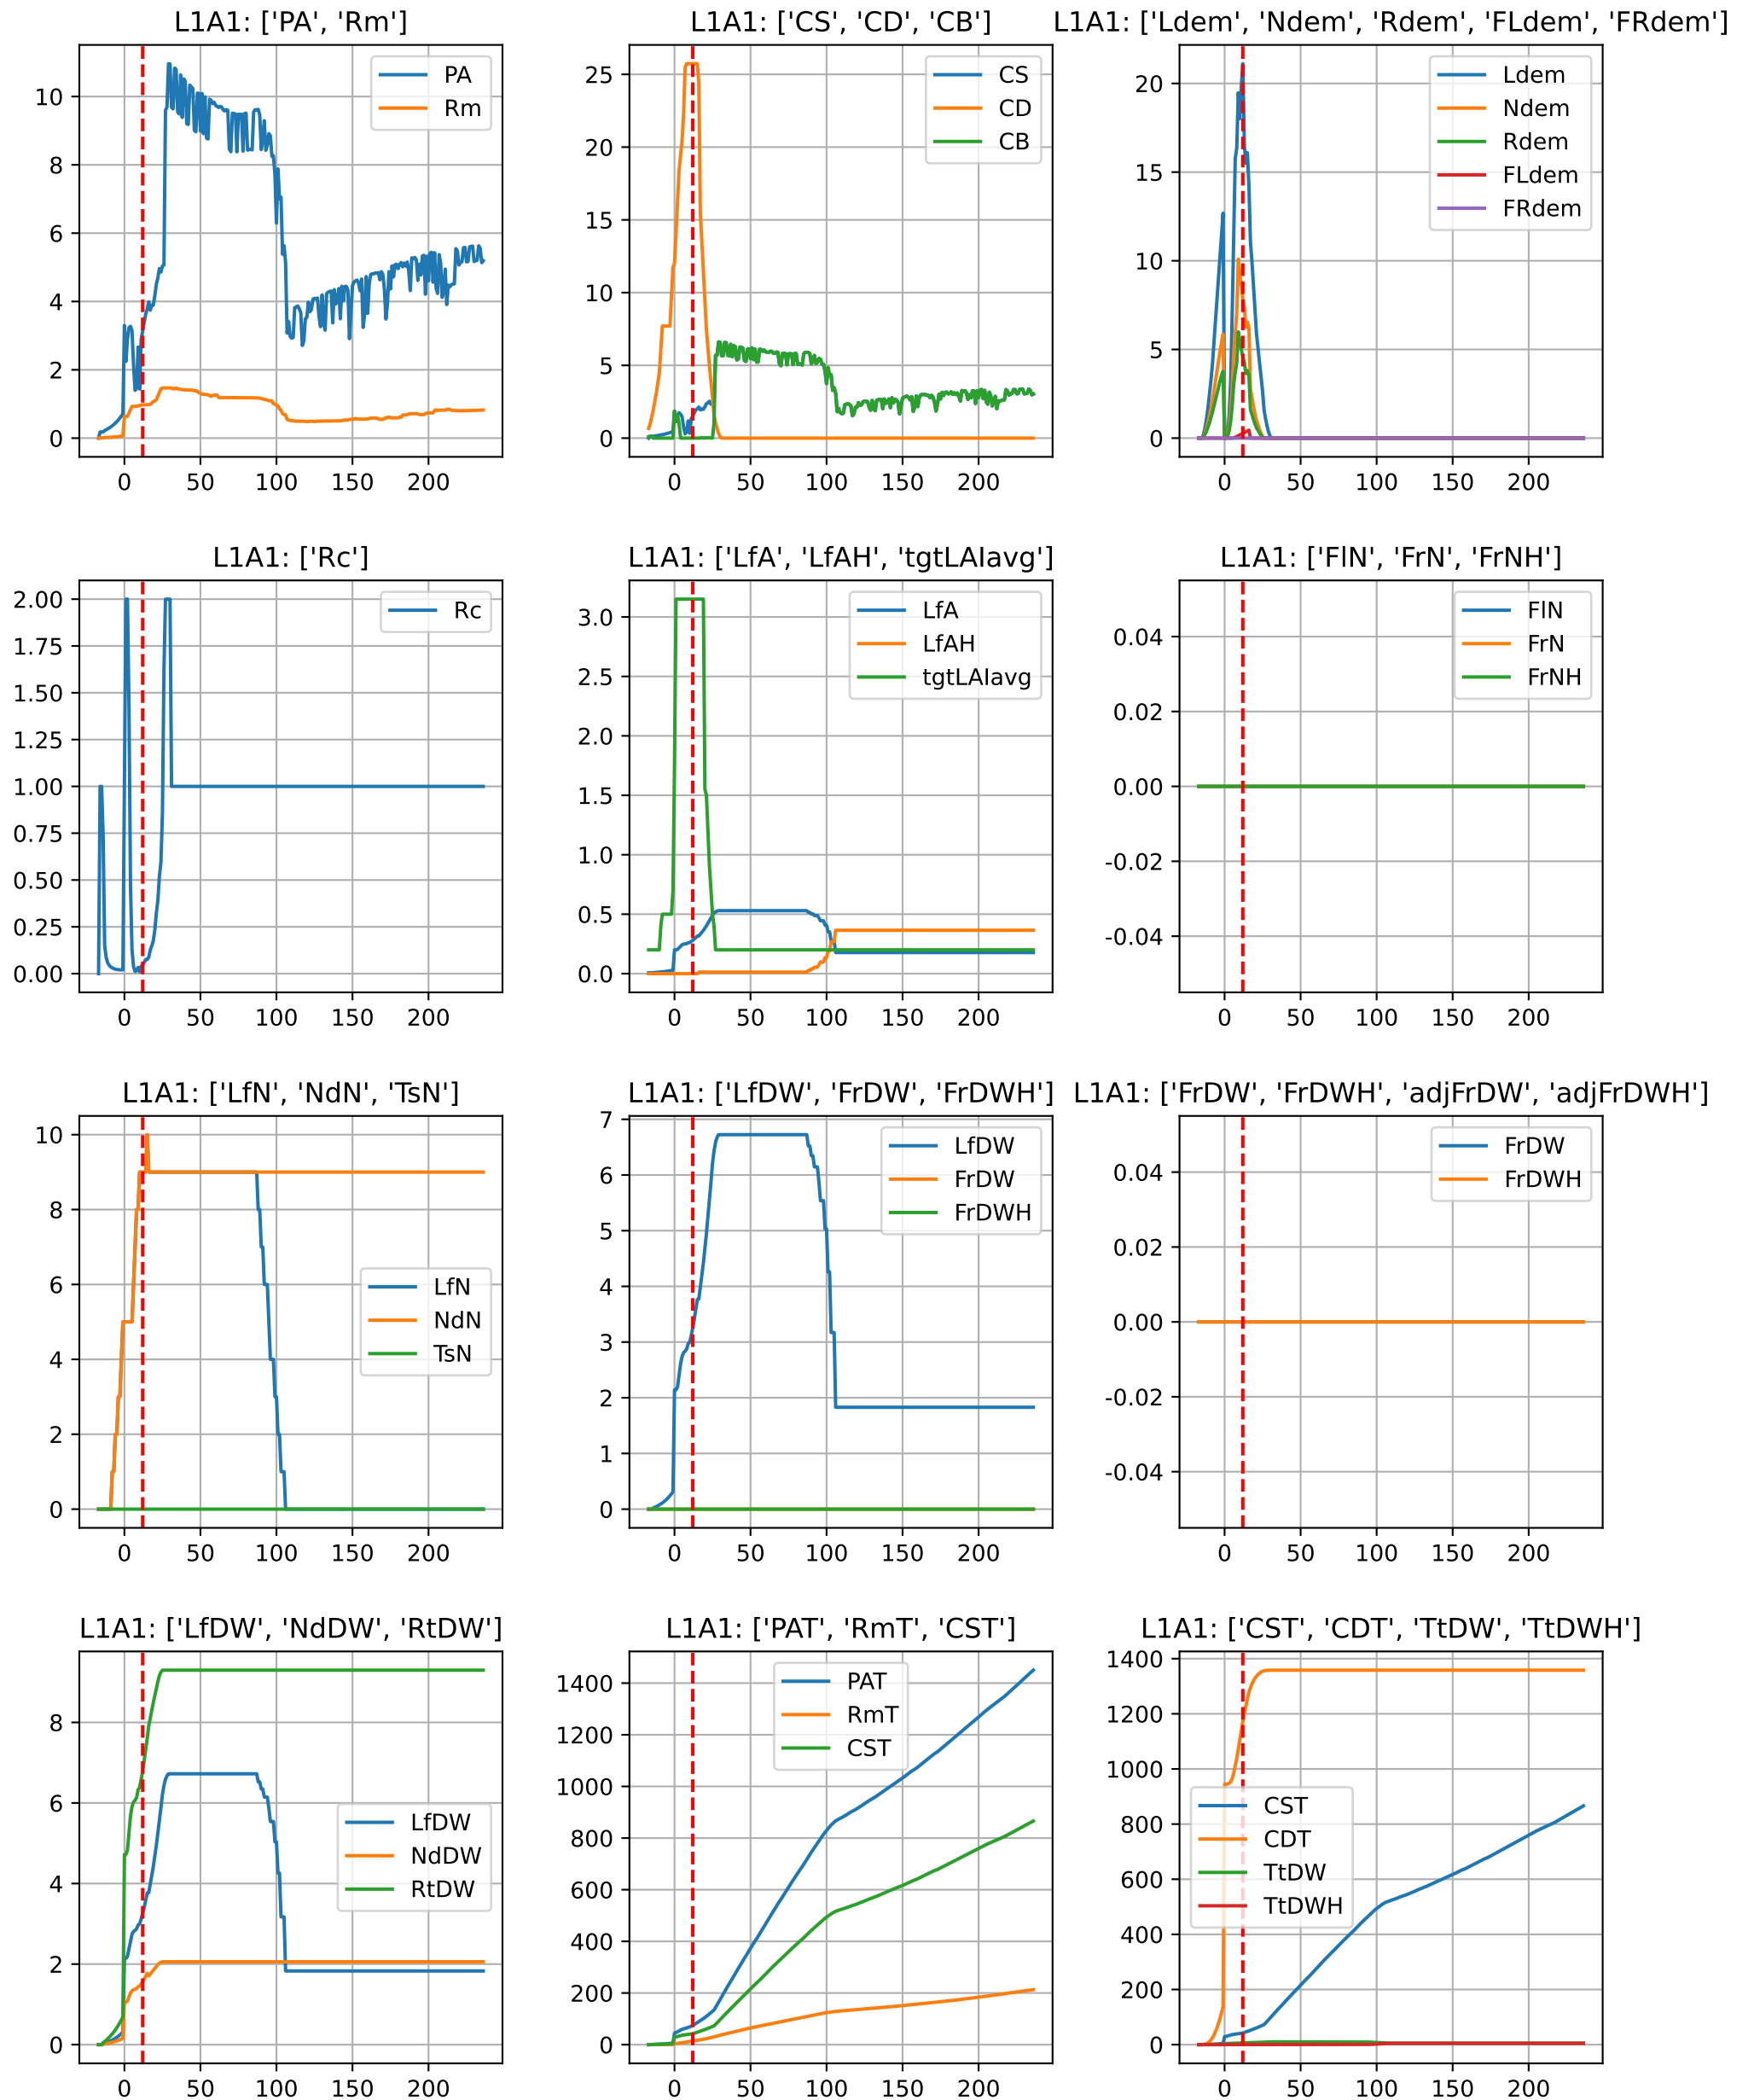 L1A1: ['PA', 'Rm']
10
8
6
4
2
0
0 50 100 150 200
PA
Rm
L1A1: ['CS', 'CD', 'CB']
25
20
15
10
5
0
0 50 100 150 200
CS
CD
CB
L1A1: ['Ldem', 'Ndem', 'Rdem', 'FLdem', 'FRdem']
20
15
10
5
0
0 50 100 150 200
Ldem
Ndem
Rdem
FLdem
FRdem
L1A1: ['Rc']
2.00
1.75
1.50
1.25
1.00
0.75
0.50
0.25
0.00
0 50 100 150 200
Rc
L1A1: ['LfA', 'LfAH', 'tgtLAIavg']
3.0
2.5
2.0
1.5
1.0
0.5
0.0
0 50 100 150 200
LfA
LfAH
tgtLAIavg
L1A1: ['FlN', 'FrN', 'FrNH']
0.04
0.02
0.00
-0.02
-0.04
0 50 100 150 200
FlN
FrN
FrNH
L1A1: ['LfN', 'NdN', 'TsN']
10
8
6
4
2
0
0 50 100 150 200
LfN
NdN
TsN
L1A1: ['LfDW', 'FrDW', 'FrDWH']
7
6
5
4
3
2
1
0
0 50 100 150 200
LfDW
FrDW
FrDWH
L1A1: ['FrDW', 'FrDWH', 'adjFrDW', 'adjFrDWH']
0.04
0.02
0.00
-0.02
-0.04
0 50 100 150 200
FrDW
FrDWH
L1A1: ['LfDW', 'NdDW', 'RtDW']
8
6
4
2
0
0 50 100 150 200
LfDW
NdDW
RtDW
L1A1: ['PAT', 'RmT', 'CST']
1400
1200
1000
800
600
400
200
0
0 50 100 150 200
PAT
RmT
CST
L1A1: ['CST', 'CDT', 'TtDW', 'TtDWH']
1400
1200
1000
800
600
400
200
0
0 50 100 150 200
CST
CDT
TtDW
TtDWH